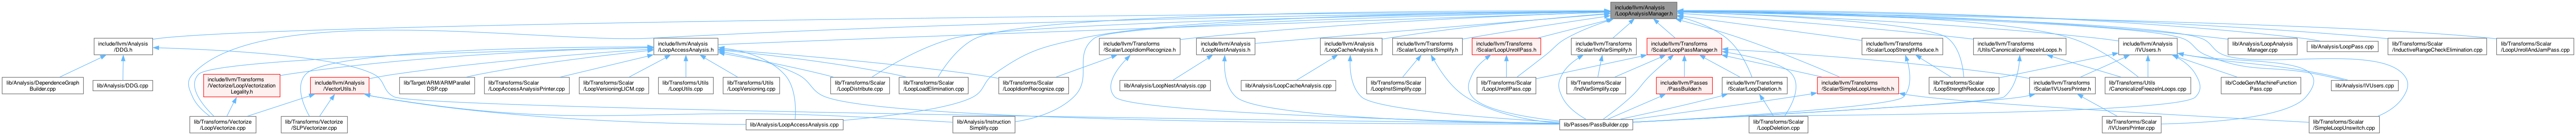 include/llvm/Analysis
/LoopAnalysisManager.h
include/llvm/Analysis
/DDG.h
include/llvm/Analysis
/LoopAccessAnalysis.h
include/llvm/Transforms
/Scalar/LoopIdiomRecognize.h
include/llvm/Analysis
/LoopNestAnalysis.h
include/llvm/Analysis
/LoopCacheAnalysis.h
include/llvm/Transforms
/Scalar/LoopInstSimplify.h
include/llvm/Transforms
/Scalar/LoopUnrollPass.h
include/llvm/Transforms
/Scalar/IndVarSimplify.h
include/llvm/Transforms
/Scalar/LoopPassManager.h
include/llvm/Transforms
/Scalar/LoopStrengthReduce.h
include/llvm/Transforms
/Utils/CanonicalizeFreezeInLoops.h
include/llvm/Analysis
/IVUsers.h
lib/Analysis/LoopAnalysis
Manager.cpp
lib/Analysis/LoopPass.cpp
lib/Transforms/Scalar
/InductiveRangeCheckElimination.cpp
lib/Transforms/Scalar
/LoopUnrollAndJamPass.cpp
lib/Analysis/DependenceGraph
Builder.cpp
lib/Analysis/DDG.cpp
include/llvm/Transforms
/Vectorize/LoopVectorization
Legality.h
include/llvm/Analysis
/VectorUtils.h
lib/Target/ARM/ARMParallel
DSP.cpp
lib/Transforms/Scalar
/LoopAccessAnalysisPrinter.cpp
lib/Transforms/Scalar
/LoopVersioningLICM.cpp
lib/Transforms/Utils
/LoopUtils.cpp
lib/Transforms/Utils
/LoopVersioning.cpp
lib/Transforms/Scalar
/LoopDistribute.cpp
lib/Transforms/Scalar
/LoopLoadElimination.cpp
lib/Transforms/Scalar
/LoopIdiomRecognize.cpp
lib/Analysis/LoopNestAnalysis.cpp
lib/Analysis/LoopCacheAnalysis.cpp
lib/Transforms/Scalar
/LoopInstSimplify.cpp
lib/Transforms/Scalar
/LoopUnrollPass.cpp
lib/Transforms/Scalar
/IndVarSimplify.cpp
include/llvm/Passes
/PassBuilder.h
include/llvm/Transforms
/Scalar/LoopDeletion.h
include/llvm/Transforms
/Scalar/SimpleLoopUnswitch.h
lib/Transforms/Scalar
/LoopStrengthReduce.cpp
include/llvm/Transforms
/Scalar/IVUsersPrinter.h
lib/Transforms/Utils
/CanonicalizeFreezeInLoops.cpp
lib/CodeGen/MachineFunction
Pass.cpp
lib/Analysis/IVUsers.cpp
lib/Transforms/Vectorize
/LoopVectorize.cpp
lib/Transforms/Vectorize
/SLPVectorizer.cpp
lib/Analysis/LoopAccessAnalysis.cpp
lib/Analysis/Instruction
Simplify.cpp
lib/Passes/PassBuilder.cpp
lib/Transforms/Scalar
/LoopDeletion.cpp
lib/Transforms/Scalar
/IVUsersPrinter.cpp
lib/Transforms/Scalar
/SimpleLoopUnswitch.cpp